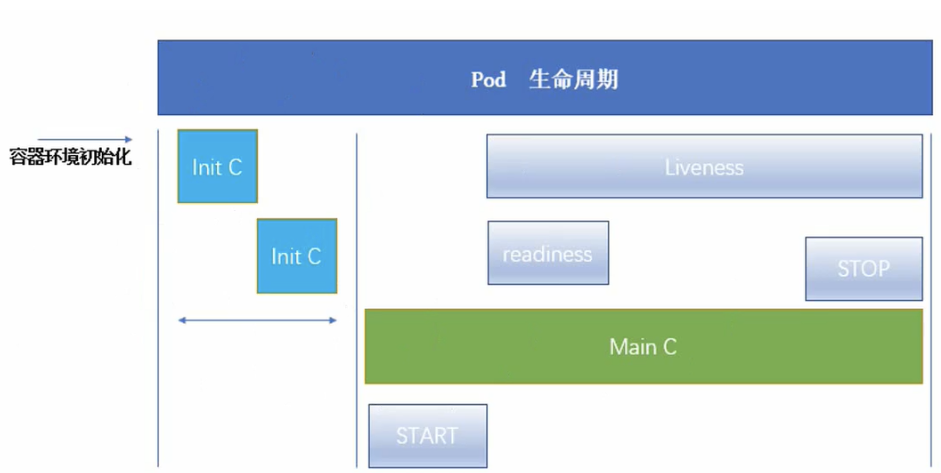 Pod 生命周期
容器环境初始化
Init C
Liveness
Init C
readiness
STOP
Main C
START